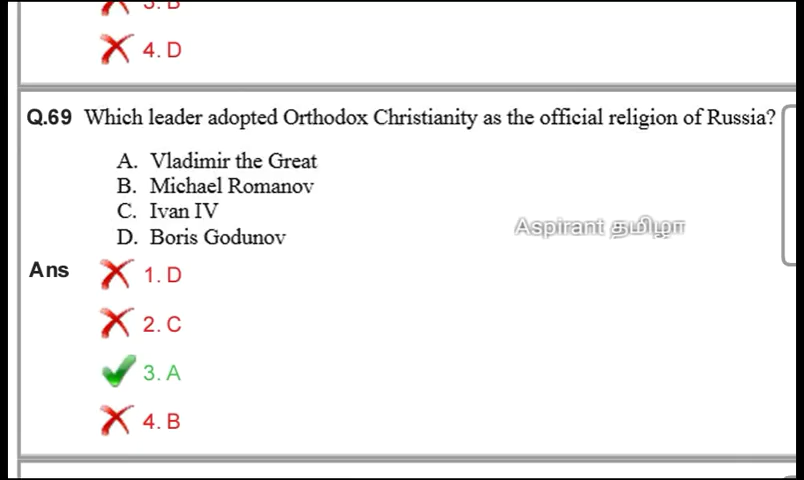 3. B
4. D
Q.69 Which leader adopted Orthodox Christianity as the official religion of Russia?
A. Vladimir the Great
B. Michael Romanov
C. Ivan IV
D. Boris Godunov
Aspirant தமிழா
Ans 1. D
2. C
3. A
4. B